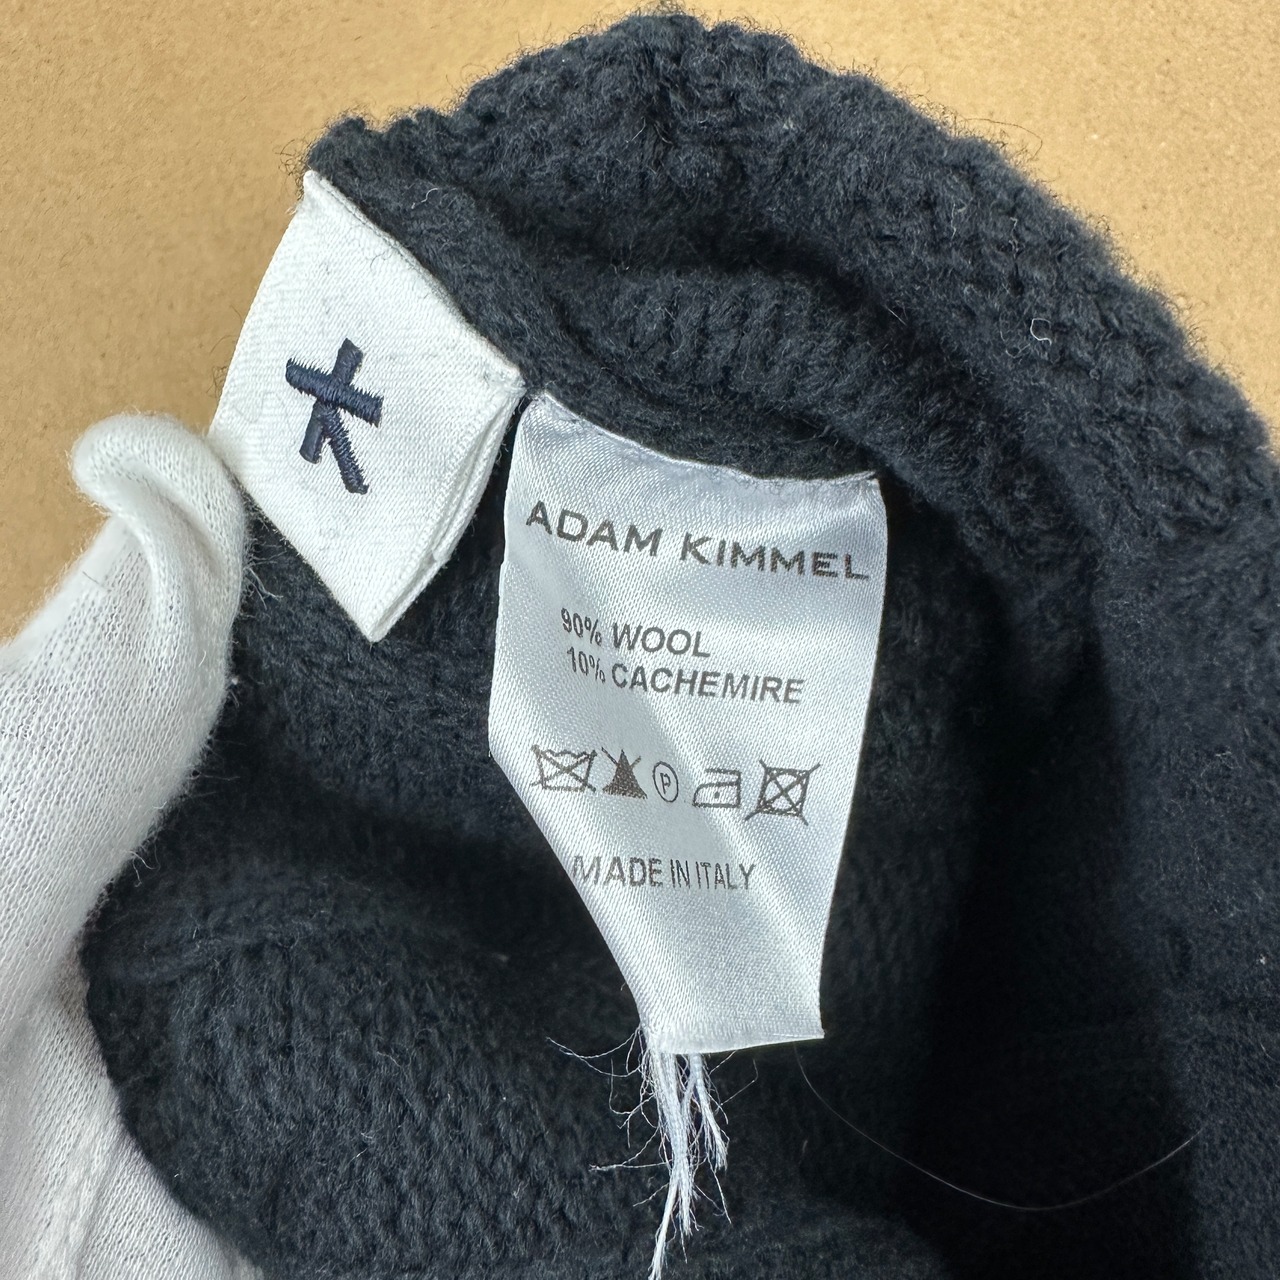 ADAM KIMMEL
90% WOOL
10% CACHEMIRE
P
MADE IN ITALY